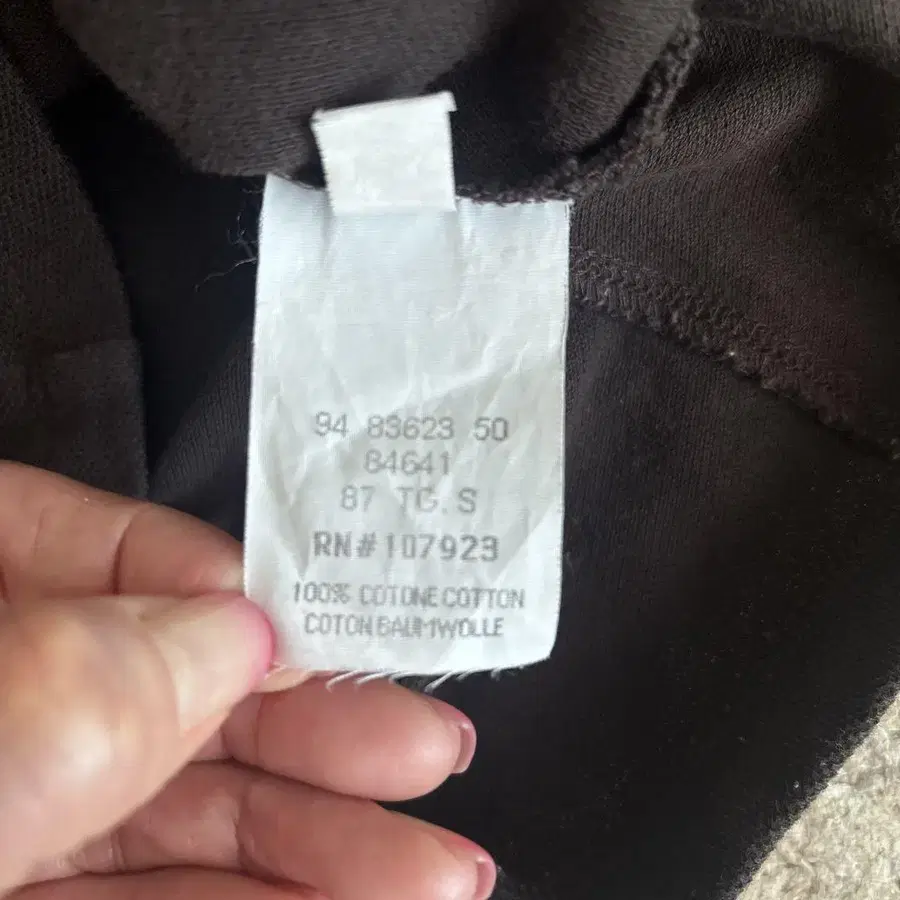 94 83623 50
84641
87 TG.S
RN#107923
100% COTONE COTTON
COTON BAUMWOLLE